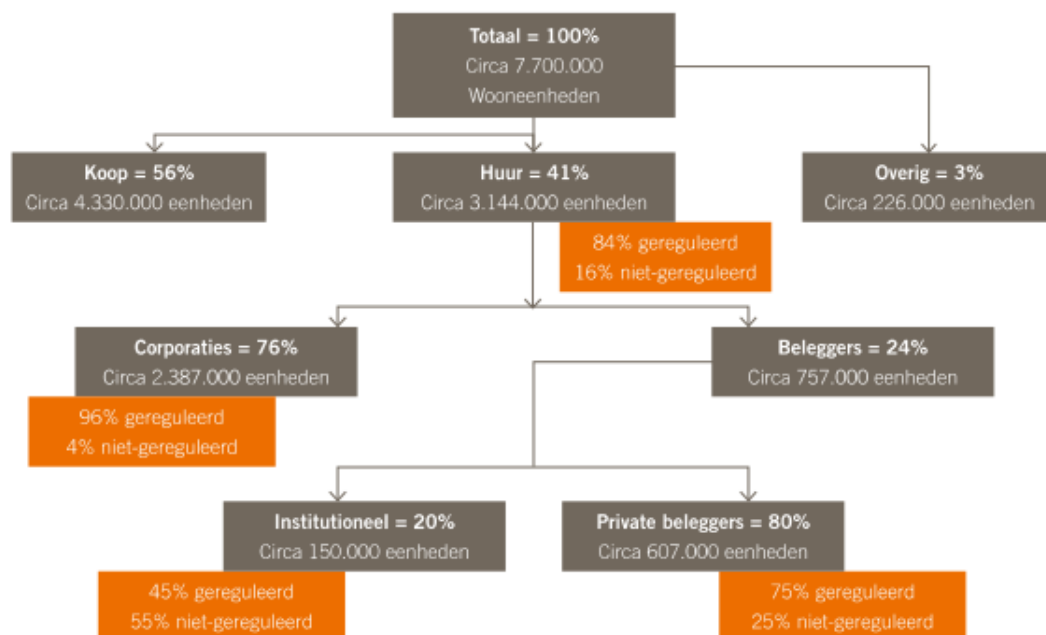 Totaal = 100%
Circa 7.700.000
Wooneenheden
Koop = 56%
Circa 4.330.000 eenheden
Huur = 41%
Circa 3.144.000 eenheden
Overig = 3%
Circa 226.000 eenheden
84% gereguleerd
16% niet-gereguleerd
Corporaties = 76%
Circa 2.387.000 eenheden
Beleggers = 24%
Circa 757.000 eenheden
96% gereguleerd
4% niet-gereguleerd
Institutioneel = 20%
Circa 150.000 eenheden
Private beleggers = 80%
Circa 607.000 eenheden
45% gereguleerd
55% niet-gereguleerd
75% gereguleerd
25% niet-gereguleerd